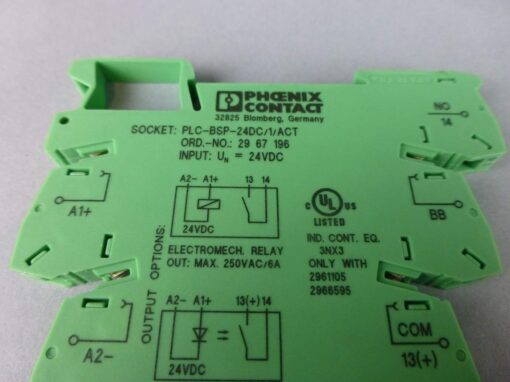 PHŒNIX
CONTACT
32825 Blomberg, Germany
SOCKET: PLC-BSP-24DC/1/ACT
ORD.-NO.: 29 67 196
INPUT: UN = 24VDC
NO
14
A1+
A2- A1+ 13 14
24VDC
C UL US
LISTED
BB
ELECTROMECH. RELAY
OUT: MAX. 250VAC/6A
IND. CONT. EQ.
3NX3
ONLY WITH
2961105
2966595
OUTPUT OPTIONS:
A2- A1+ 13(+) 14
24VDC
A2-
COM
13(+)